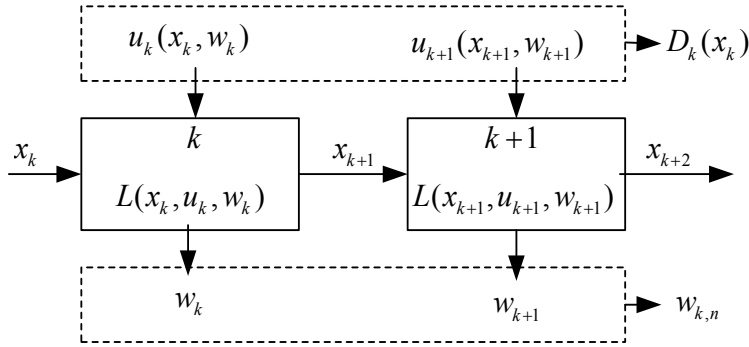 u_k(x_k, w_k) u_{k+1}(x_{k+1}, w_{k+1}) D_k(x_k)
k k+1
x_k x_{k+1} x_{k+2}
L(x_k, u_k, w_k) L(x_{k+1}, u_{k+1}, w_{k+1})
w_k w_{k+1} w_{k,n}